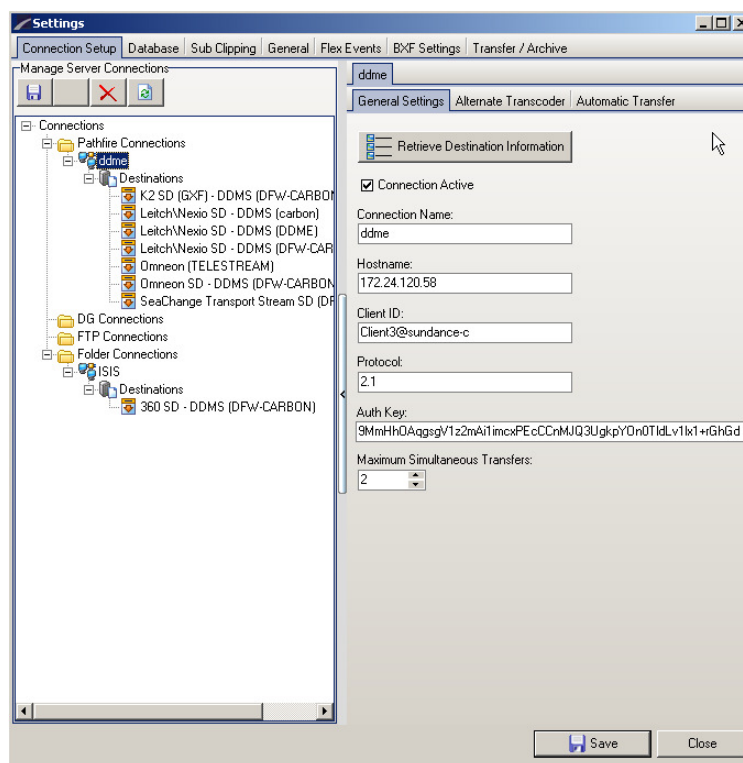 Settings
Connection Setup Database Sub Clipping General Flex Events BXF Settings Transfer / Archive
Manage Server Connections
ddme
General Settings Alternate Transcoder Automatic Transfer
Connections
Pathfire Connections
ddme
Destinations
K2 SD (GXF) - DDMS (DFW-CARBON
Leitch\Nexio SD - DDMS (carbon)
Leitch\Nexio SD - DDMS (DDME)
Leitch\Nexio SD - DDMS (DFW-CAR
Omneon (TELESTREAM)
Omneon SD - DDMS (DFW-CARBON
SeaChange Transport Stream SD (DF
DG Connections
FTP Connections
Folder Connections
ISIS
Destinations
360 SD - DDMS (DFW-CARBON)
Retrieve Destination Information
Connection Active
Connection Name:
ddme
Hostname:
172.24.120.58
Client ID:
Client3@sundance-c
Protocol:
2.1
Auth Key:
9MmHh0AqgsgV1z2mAi1imcxPEcCCnMJQ3UgkpYOn0TldLv1lx1+rGhGd
Maximum Simultaneous Transfers:
2
Save Close